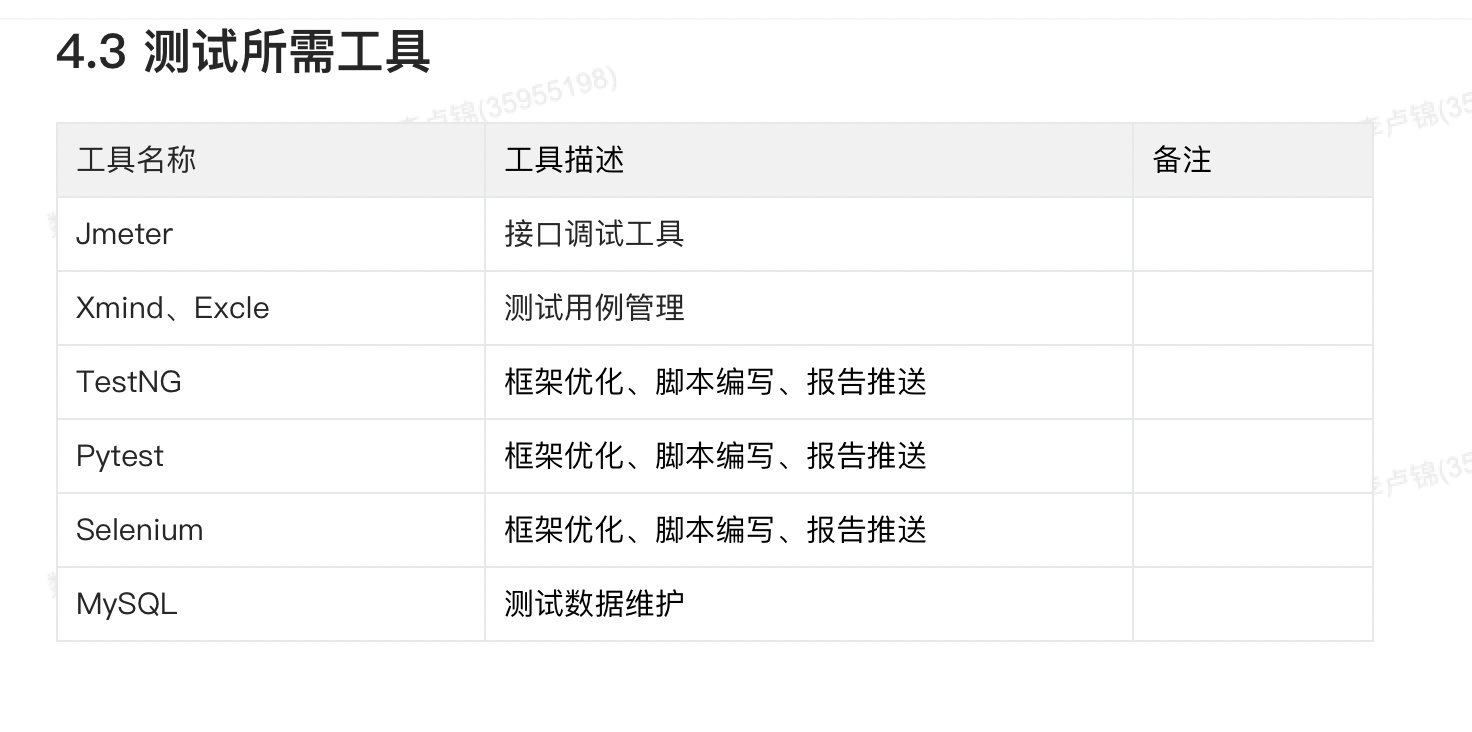 4.3 测试所需工具
卢锦(35955198)
工具名称 工具描述 备注
Jmeter 接口调试工具
Xmind、Excle 测试用例管理
TestNG 框架优化、脚本编写、报告推送
Pytest 框架优化、脚本编写、报告推送
Selenium 框架优化、脚本编写、报告推送
MySQL 测试数据维护